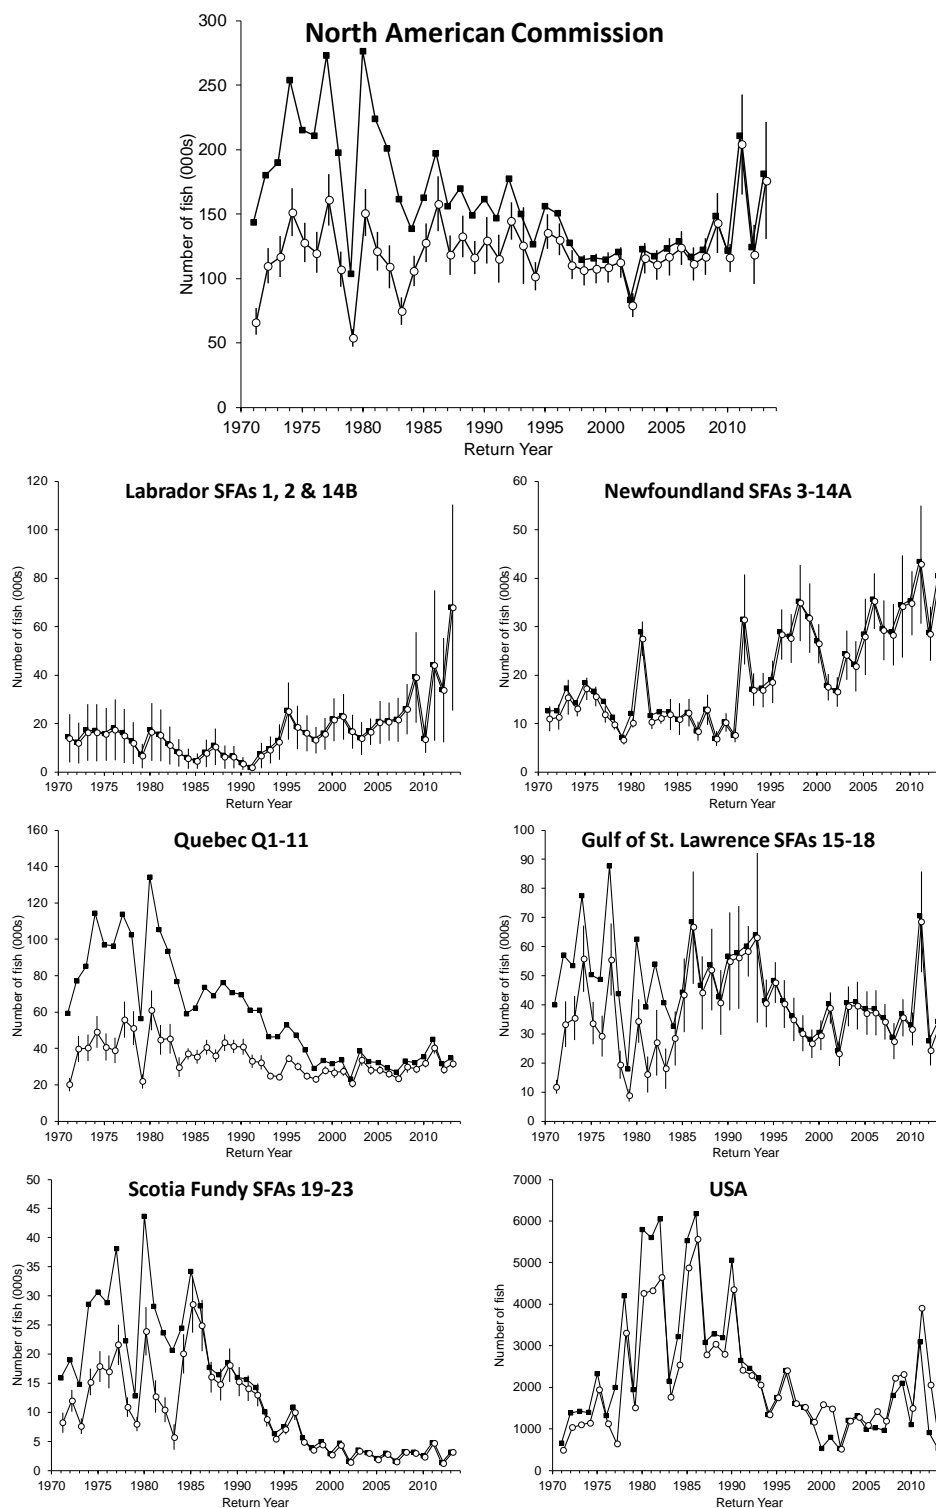 North American Commission
300
250
200
150
100
50
0
Number of fish (000s)
1970 1975 1980 1985 1990 1995 2000 2005 2010
Return Year
Labrador SFAs 1, 2 & 14B
120
100
80
60
40
20
0
Number of fish (000s)
1970 1975 1980 1985 1990 1995 2000 2005 2010
Return Year
Newfoundland SFAs 3-14A
60
50
40
30
20
10
0
Number of fish (000s)
1970 1975 1980 1985 1990 1995 2000 2005 2010
Return Year
Quebec Q1-11
160
140
120
100
80
60
40
20
0
Number of fish (000s)
1970 1975 1980 1985 1990 1995 2000 2005 2010
Return Year
Gulf of St. Lawrence SFAs 15-18
100
90
80
70
60
50
40
30
20
10
0
Number of fish (000s)
1970 1975 1980 1985 1990 1995 2000 2005 2010
Return Year
Scotia Fundy SFAs 19-23
50
45
40
35
30
25
20
15
10
5
0
Number of fish (000s)
1970 1975 1980 1985 1990 1995 2000 2005 2010
Return Year
USA
7000
6000
5000
4000
3000
2000
1000
0
Number of fish
1970 1975 1980 1985 1990 1995 2000 2005 2010
Return Year